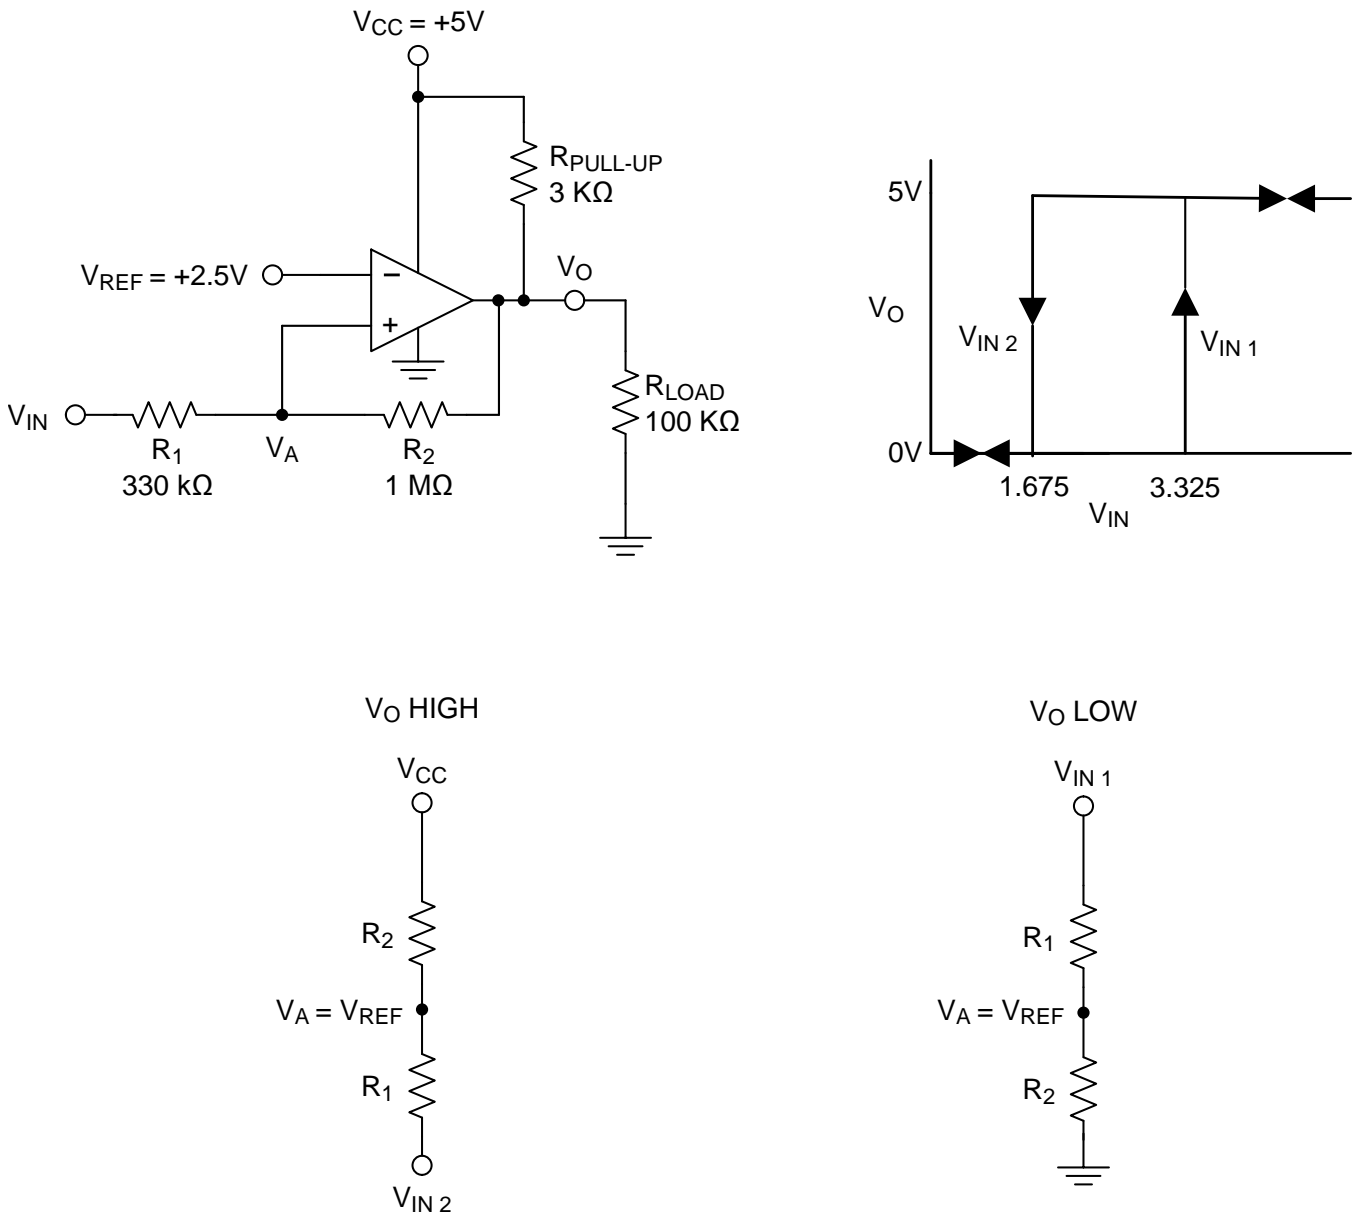 VCC = +5V
RPULL-UP
3 KΩ
VREF = +2.5V
−
+
VO
RLOAD
100 KΩ
VIN
R1
330 kΩ
VA
R2
1 MΩ
5V
VO
VIN 2
VIN 1
0V
1.675
3.325
VIN
VO HIGH
VCC
R2
VA = VREF
R1
VIN 2
VO LOW
VIN 1
R1
VA = VREF
R2